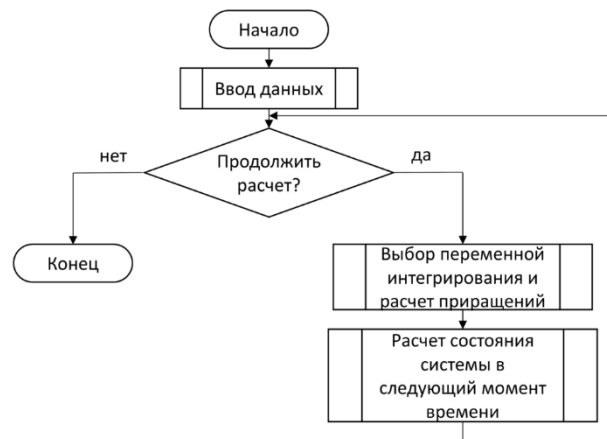 Начало
Ввод данных
Продолжить
расчет?
нет
да
Конец
Выбор переменной
интегрирования и
расчет приращений
Расчет состояния
системы в
следующий момент
времени